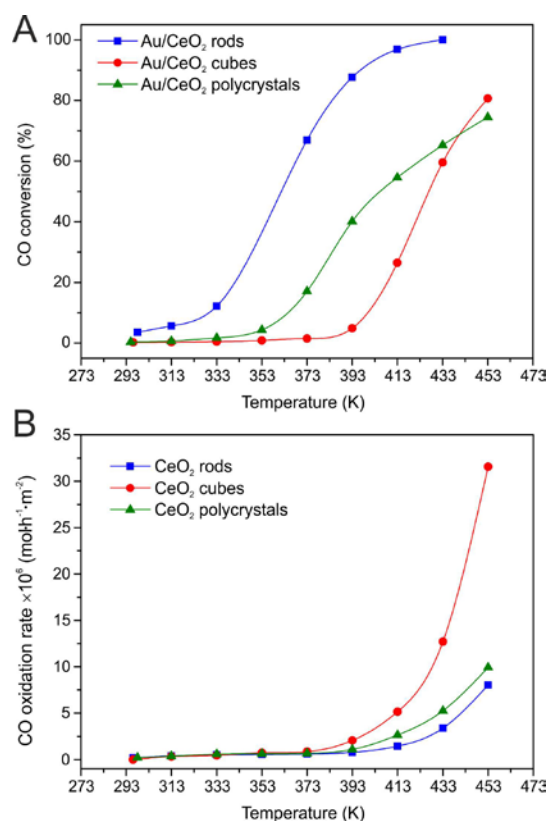 A
Au/CeO₂ rods
Au/CeO₂ cubes
Au/CeO₂ polycrystals
CO conversion (%)
100
80
60
40
20
0
273 293 313 333 353 373 393 413 433 453 473
Temperature (K)
B
CeO₂ rods
CeO₂ cubes
CeO₂ polycrystals
CO oxidation rate ×10⁶ (mol·h⁻¹·m⁻²)
35
30
25
20
15
10
5
0
273 293 313 333 353 373 393 413 433 453 473
Temperature (K)